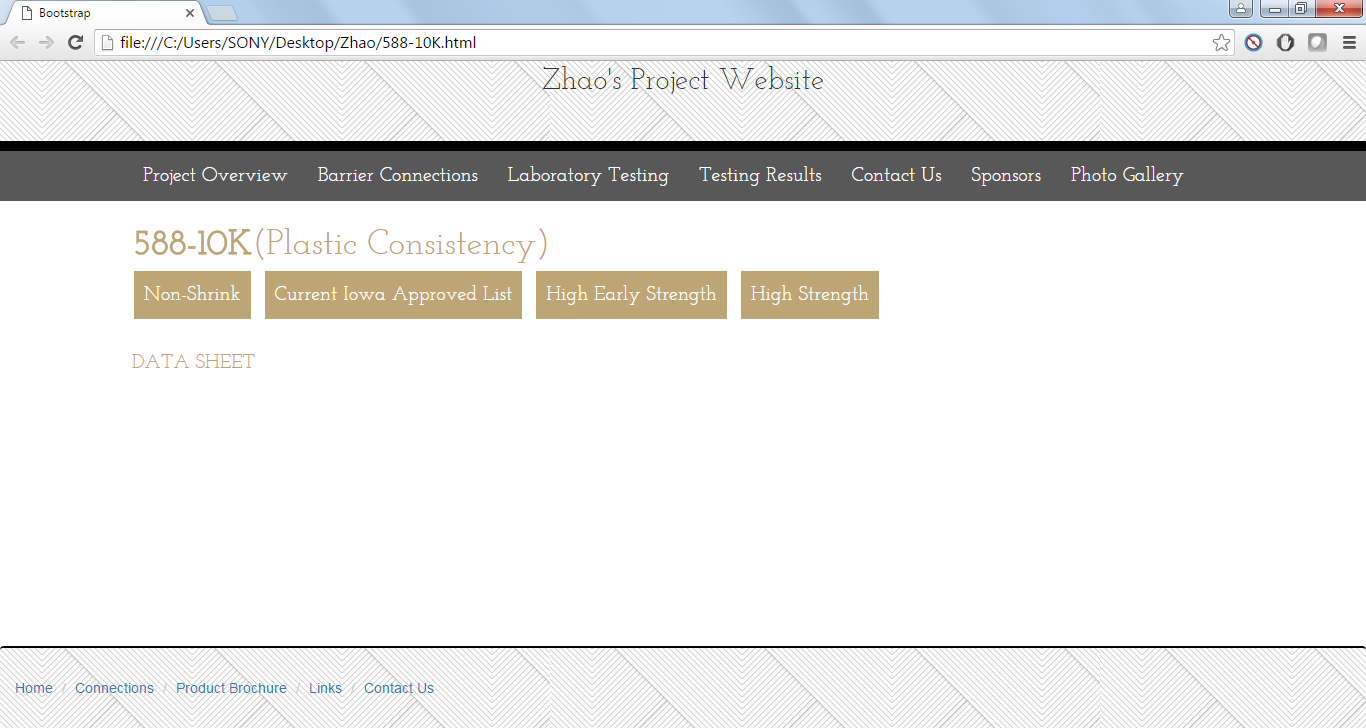 Bootstrap
file:///C:/Users/SONY/Desktop/Zhao/588-10K.html
Zhao's Project Website
Project Overview Barrier Connections Laboratory Testing Testing Results Contact Us Sponsors Photo Gallery
588-10K(Plastic Consistency)
Non-Shrink Current Iowa Approved List High Early Strength High Strength
DATA SHEET
Home / Connections / Product Brochure / Links / Contact Us